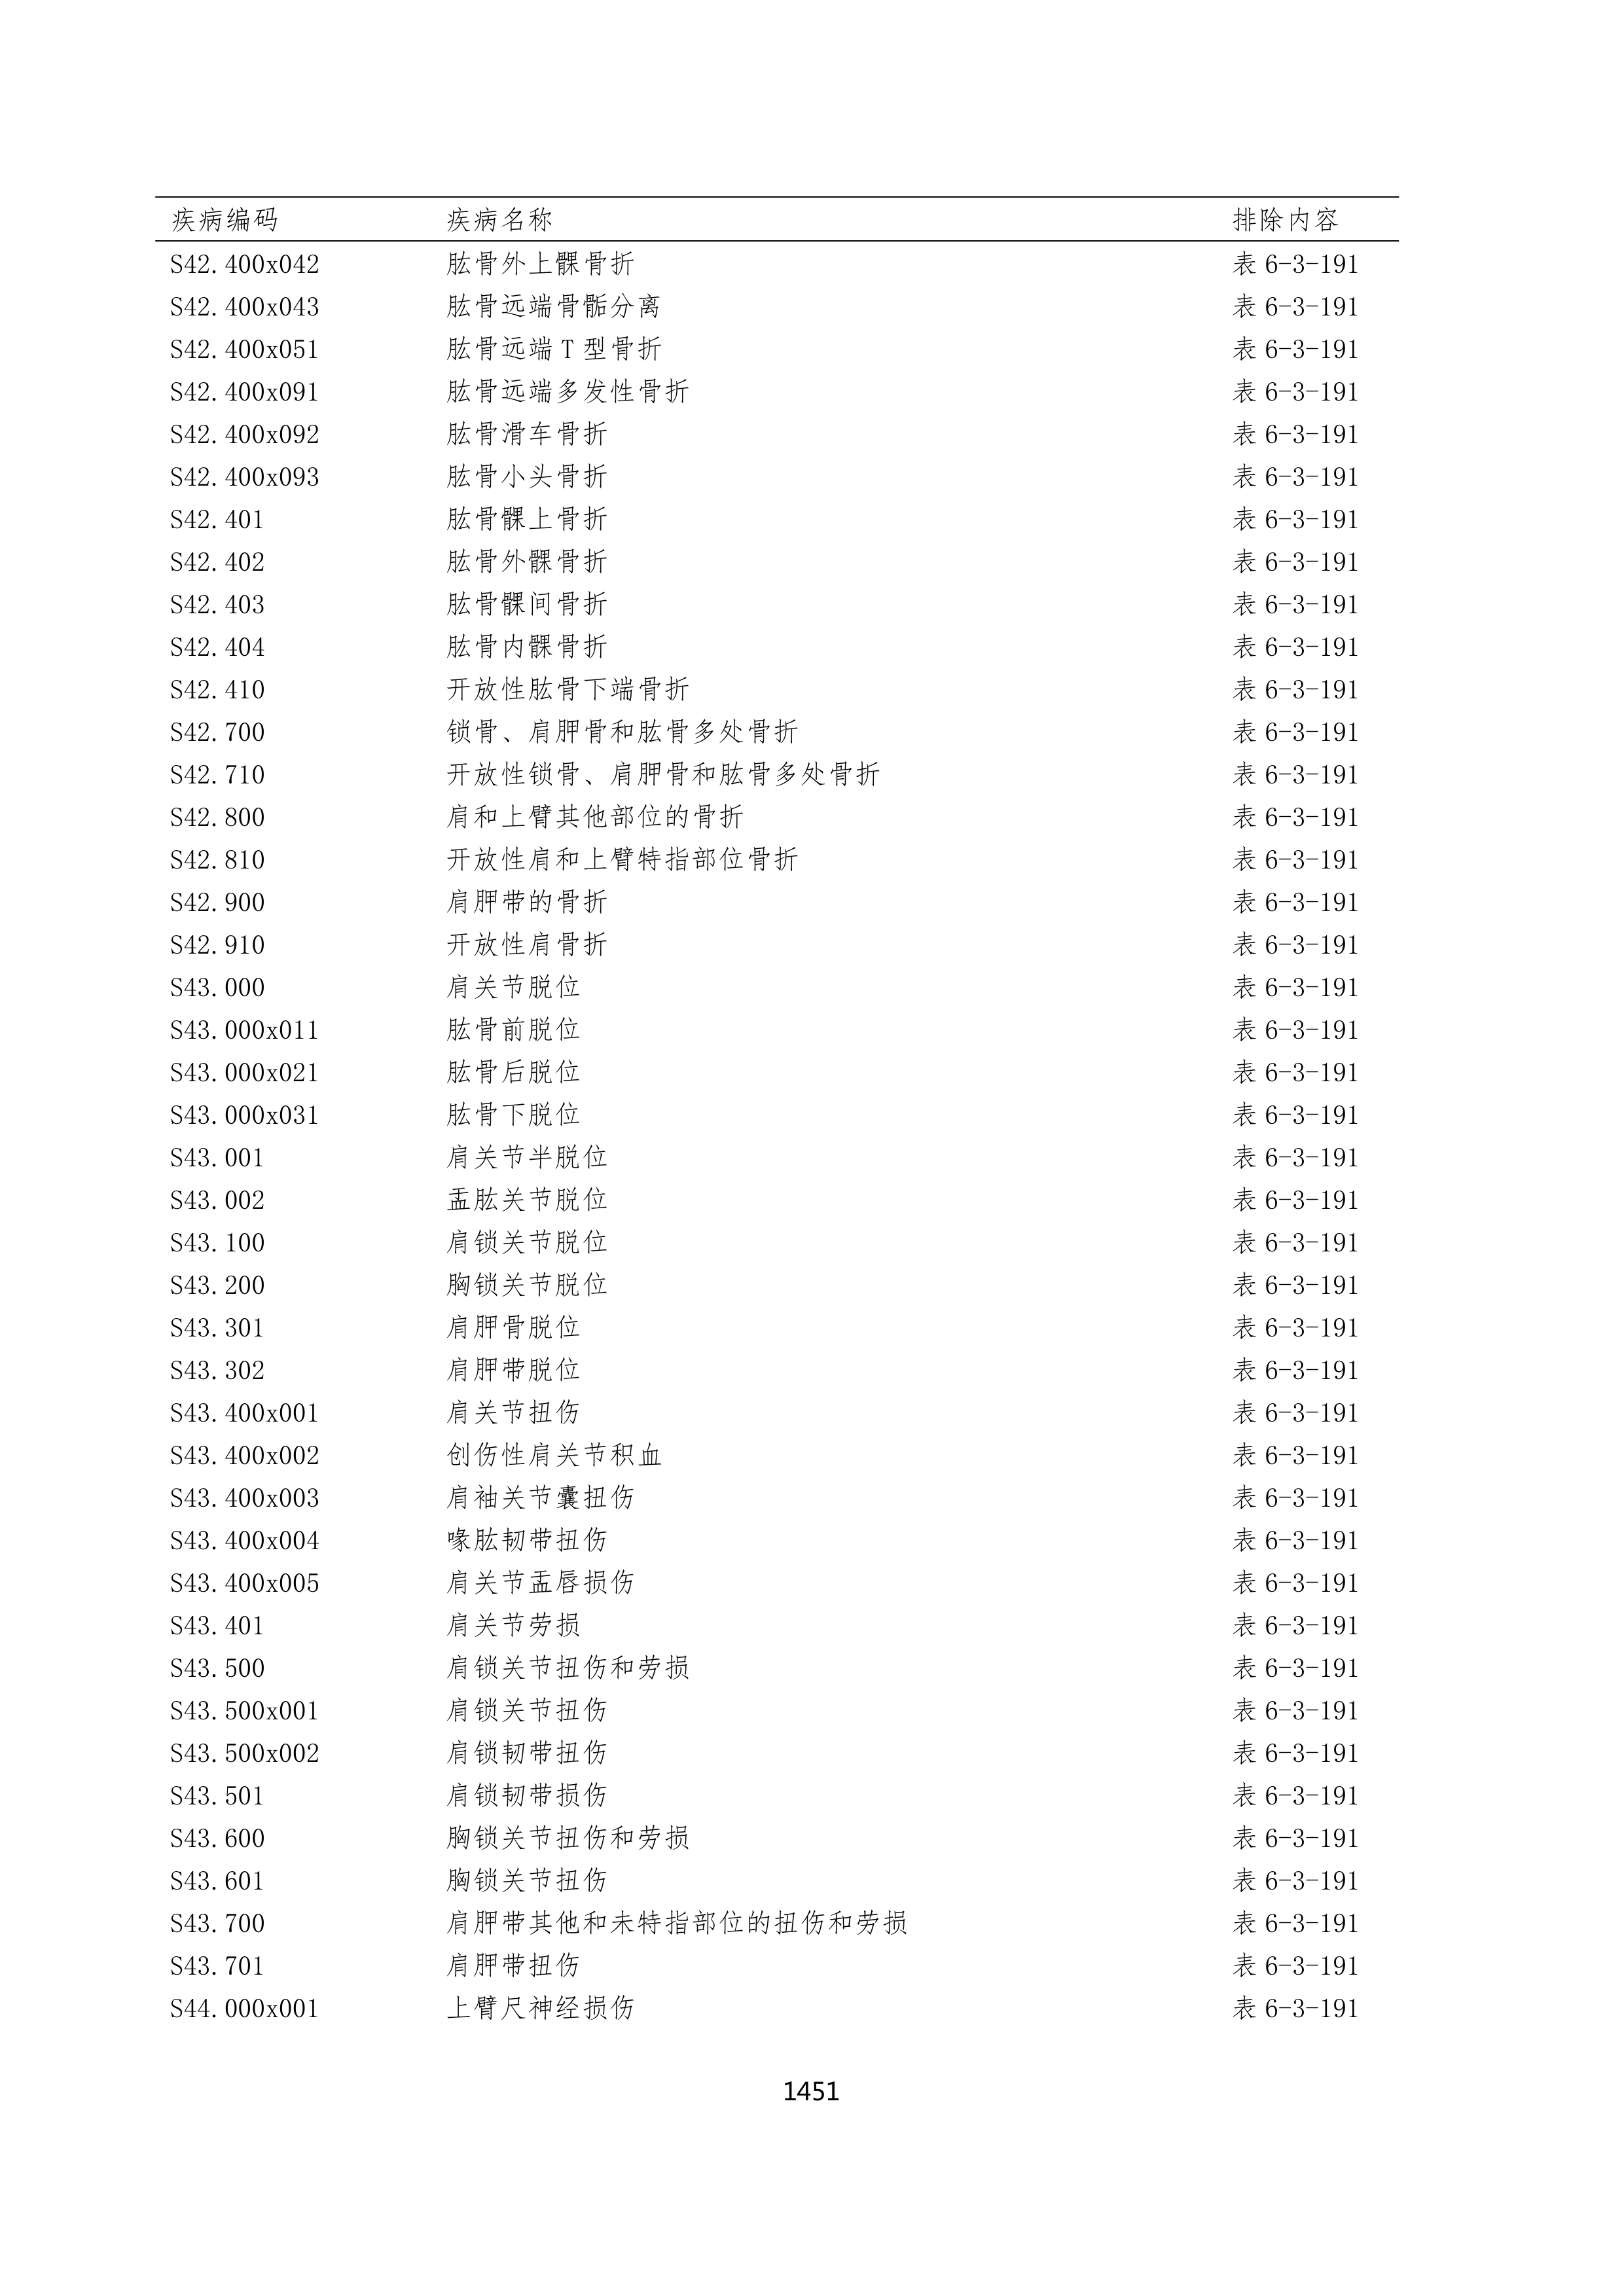 疾病编码 疾病名称 排除内容
S42.400x042 肱骨外上髁骨折 表 6-3-191
S42.400x043 肱骨远端骨骺分离 表 6-3-191
S42.400x051 肱骨远端 T 型骨折 表 6-3-191
S42.400x091 肱骨远端多发性骨折 表 6-3-191
S42.400x092 肱骨滑车骨折 表 6-3-191
S42.400x093 肱骨小头骨折 表 6-3-191
S42.401 肱骨髁上骨折 表 6-3-191
S42.402 肱骨外髁骨折 表 6-3-191
S42.403 肱骨髁间骨折 表 6-3-191
S42.404 肱骨内髁骨折 表 6-3-191
S42.410 开放性肱骨下端骨折 表 6-3-191
S42.700 锁骨、肩胛骨和肱骨多处骨折 表 6-3-191
S42.710 开放性锁骨、肩胛骨和肱骨多处骨折 表 6-3-191
S42.800 肩和上臂其他部位的骨折 表 6-3-191
S42.810 开放性肩和上臂特指部位骨折 表 6-3-191
S42.900 肩胛带的骨折 表 6-3-191
S42.910 开放性肩骨折 表 6-3-191
S43.000 肩关节脱位 表 6-3-191
S43.000x011 肱骨前脱位 表 6-3-191
S43.000x021 肱骨后脱位 表 6-3-191
S43.000x031 肱骨下脱位 表 6-3-191
S43.001 肩关节半脱位 表 6-3-191
S43.002 盂肱关节脱位 表 6-3-191
S43.100 肩锁关节脱位 表 6-3-191
S43.200 胸锁关节脱位 表 6-3-191
S43.301 肩胛骨脱位 表 6-3-191
S43.302 肩胛带脱位 表 6-3-191
S43.400x001 肩关节扭伤 表 6-3-191
S43.400x002 创伤性肩关节积血 表 6-3-191
S43.400x003 肩袖关节囊扭伤 表 6-3-191
S43.400x004 喙肱韧带扭伤 表 6-3-191
S43.400x005 肩关节盂唇损伤 表 6-3-191
S43.401 肩关节劳损 表 6-3-191
S43.500 肩锁关节扭伤和劳损 表 6-3-191
S43.500x001 肩锁关节扭伤 表 6-3-191
S43.500x002 肩锁韧带扭伤 表 6-3-191
S43.501 肩锁韧带损伤 表 6-3-191
S43.600 胸锁关节扭伤和劳损 表 6-3-191
S43.601 胸锁关节扭伤 表 6-3-191
S43.700 肩胛带其他和未特指部位的扭伤和劳损 表 6-3-191
S43.701 肩胛带扭伤 表 6-3-191
S44.000x001 上臂尺神经损伤 表 6-3-191
1451